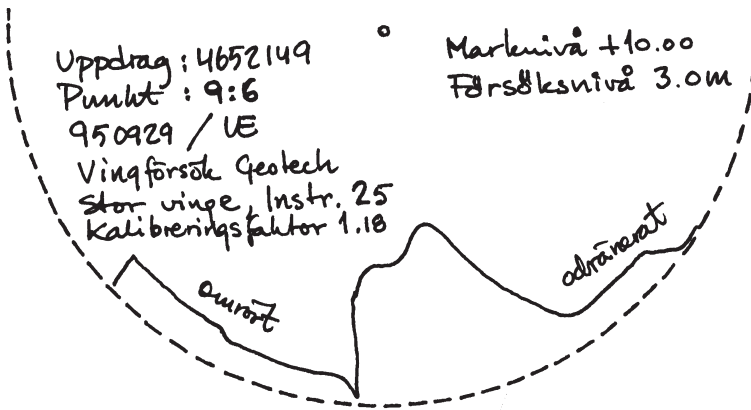 Uppdrag : 4652149
Punkt : 9:6
950929 / UE
Vingförsök Geotech
Stor vinge, Instr. 25
Kalibreringsfaktor 1.18
Marknivå +10.00
Försöksnivå 3.0m
omrört
odränerat